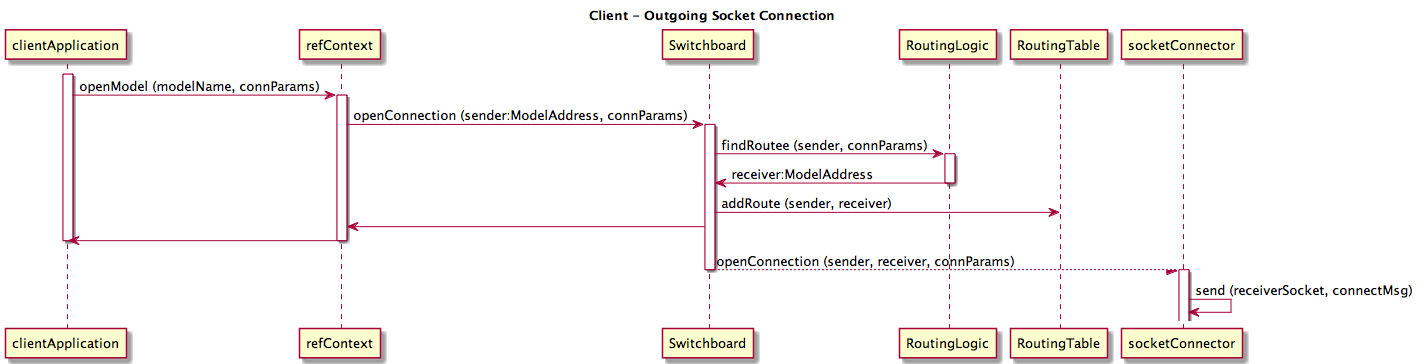 Client – Outgoing Socket Connection
clientApplication
refContext
Switchboard
RoutingLogic
RoutingTable
socketConnector
openModel (modelName, connParams)
openConnection (sender:ModelAddress, connParams)
findRoutee (sender, connParams)
receiver:ModelAddress
addRoute (sender, receiver)
openConnection (sender, receiver, connParams)
send (receiverSocket, connectMsg)
clientApplication
refContext
Switchboard
RoutingLogic
RoutingTable
socketConnector